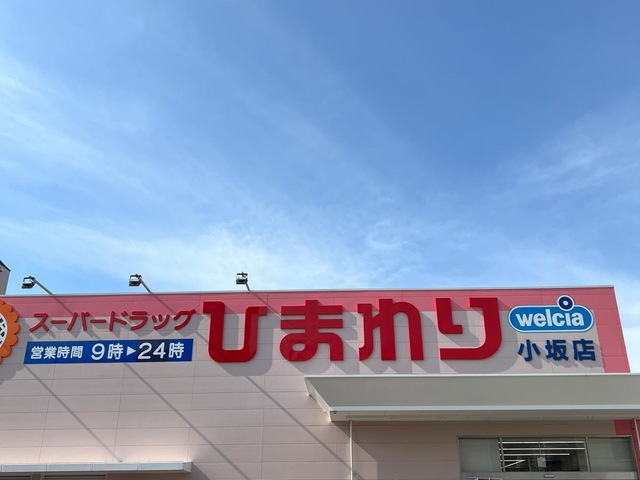 スーパードラッグ
ひまわり
営業時間 9時▶24時
welcia
小坂店